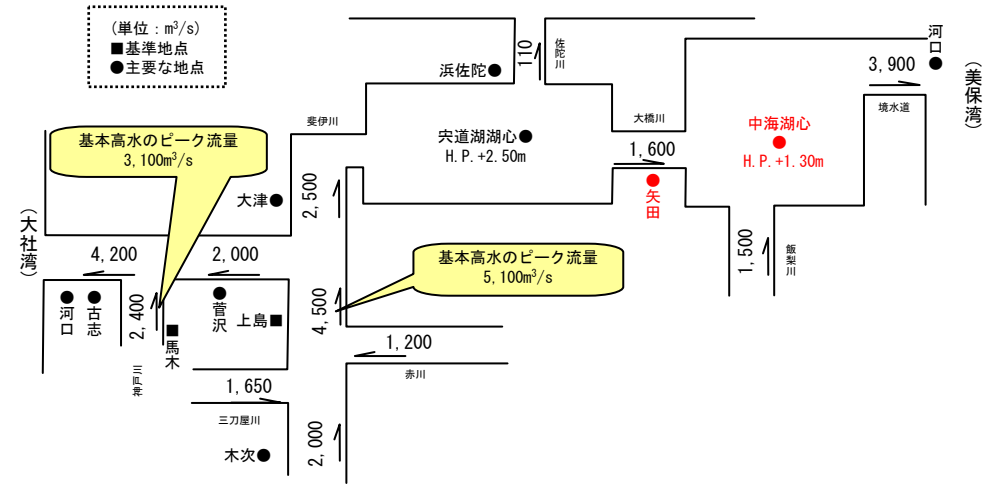 (単位：m³/s)
■基準地点
●主要な地点
基本高水のピーク流量
3,100m³/s
斐伊川
浜佐陀●
110
佐陀川
宍道湖湖心●
H.P.+2.50m
大橋川
1,600
矢田
中海湖心
H.P.+1.30m
3,900
河口
(美保湾)
境水道
1,500
飯梨川
大津●
2,500
(大社湾)
4,200
2,000
河口
古志
2,400
馬木
菅沢
上島■
4,500
基本高水のピーク流量
5,100m³/s
1,200
赤川
神戸川
1,650
三刀屋川
木次●
2,000